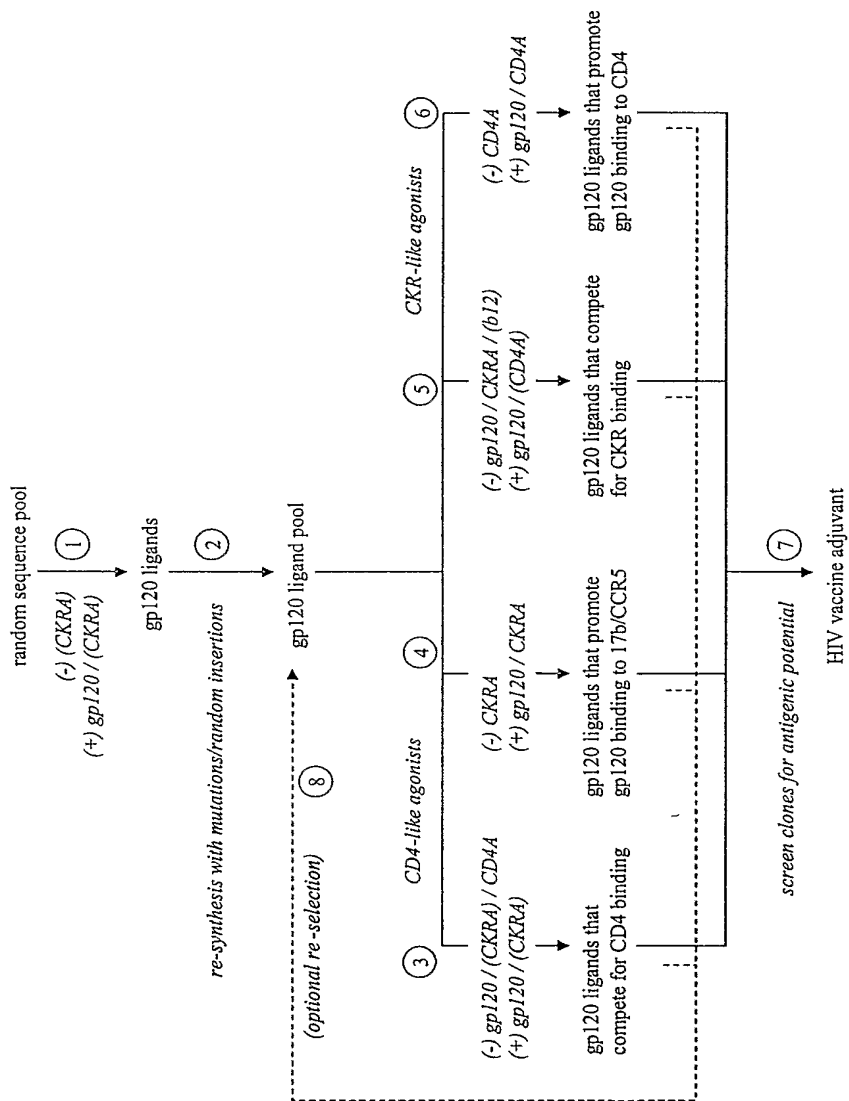 random sequence pool
(-) (CKRA)
(+) gp120 / (CKRA)
1
gp120 ligands
re-synthesis with mutations/random insertions
2
gp120 ligand pool
(optional re-selection)
8
CD4-like agonists
CKR-like agonists
3
(-) gp120 / (CKRA) / CD4A
(+) gp120 / (CKRA)
gp120 ligands that
compete for CD4 binding
4
(-) CKRA
(+) gp120 / CKRA
gp120 ligands that promote
gp120 binding to 17b/CCR5
5
(-) gp120 / CKRA / (b12)
(+) gp120 / (CD4A)
gp120 ligands that compete
for CKR binding
6
(-) CD4A
(+) gp120 / CD4A
gp120 ligands that promote
gp120 binding to CD4
screen clones for antigenic potential
7
HIV vaccine adjuvant